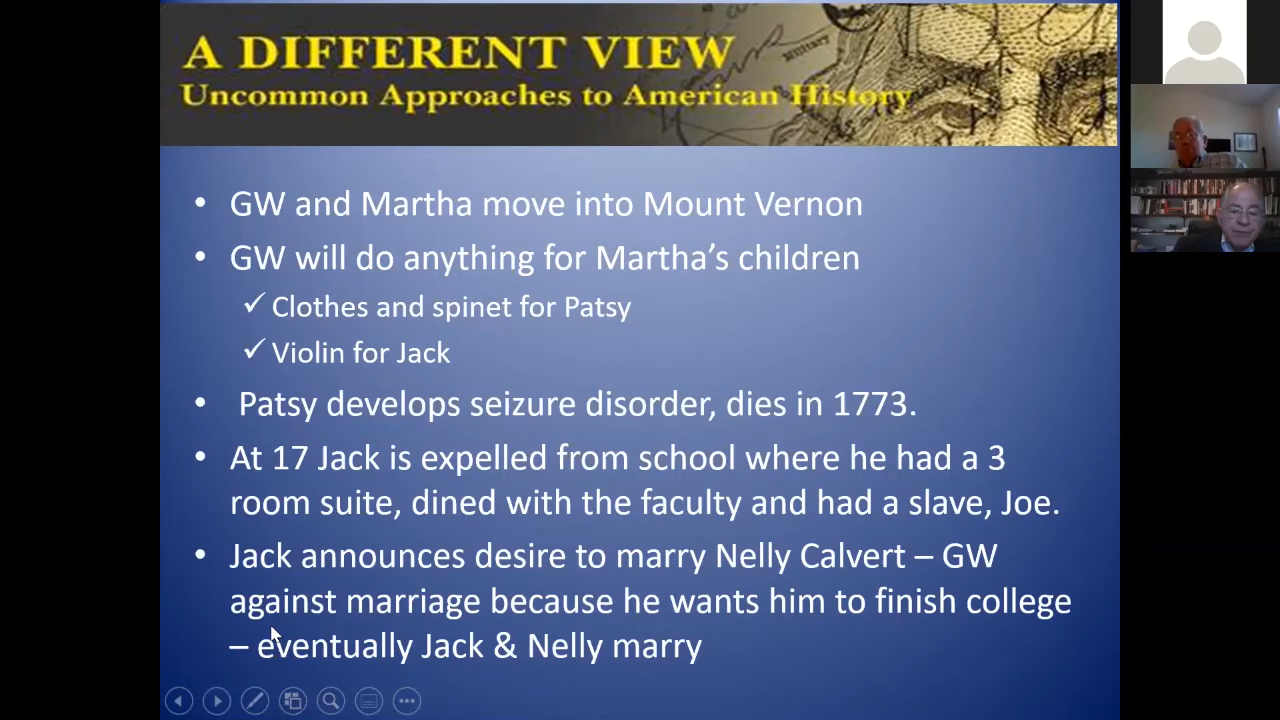 A DIFFERENT VIEW
Uncommon Approaches to American History
Military
• GW and Martha move into Mount Vernon
• GW will do anything for Martha’s children
✓ Clothes and spinet for Patsy
✓ Violin for Jack
• Patsy develops seizure disorder, dies in 1773.
• At 17 Jack is expelled from school where he had a 3
room suite, dined with the faculty and had a slave, Joe.
• Jack announces desire to marry Nelly Calvert – GW
against marriage because he wants him to finish college
– eventually Jack & Nelly marry